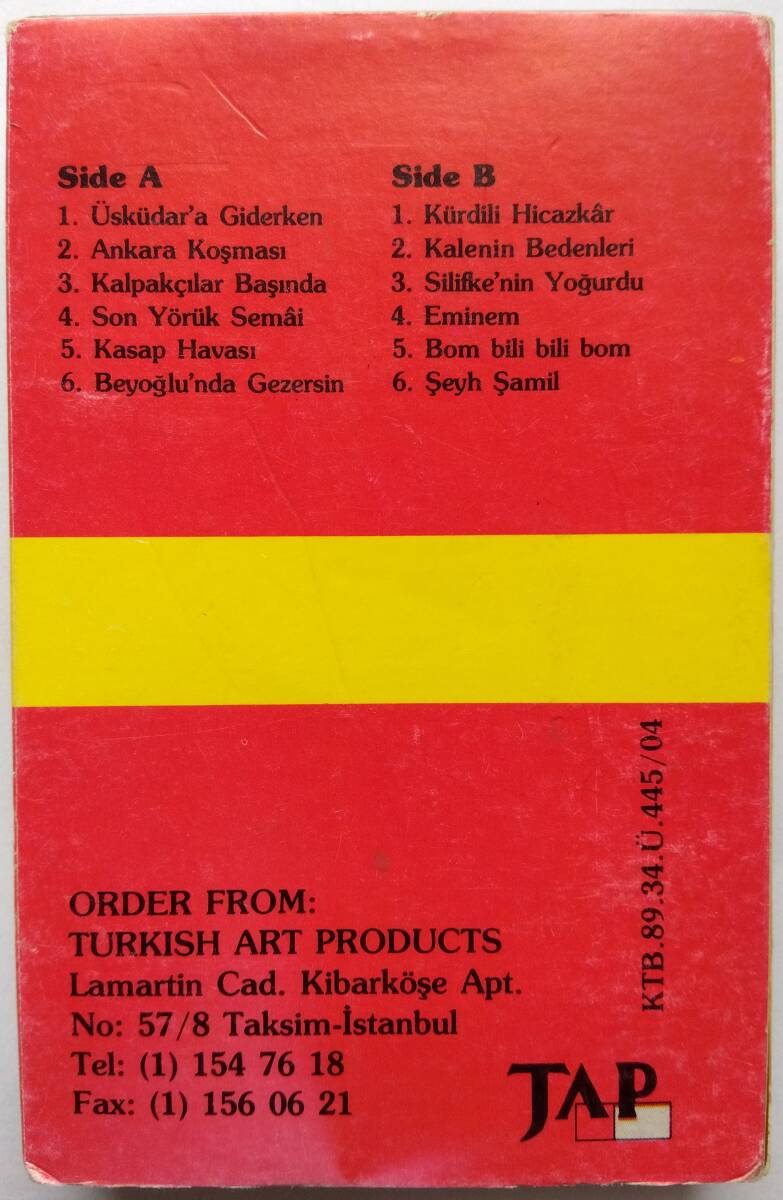 Side A
1. Üsküdar'a Giderken
2. Ankara Koşması
3. Kalpakçılar Başında
4. Son Yörük Semâi
5. Kasap Havası
6. Beyoğlu'nda Gezersin
Side B
1. Kürdili Hicazkâr
2. Kalenin Bedenleri
3. Silifke'nin Yoğurdu
4. Eminem
5. Bom bili bili bom
6. Şeyh Şamil
KTB.89.34.Ü.445/04
ORDER FROM:
TURKISH ART PRODUCTS
Lamartin Cad. Kibarköşe Apt.
No: 57/8 Taksim-İstanbul
Tel: (1) 154 76 18
Fax: (1) 156 06 21
TAP